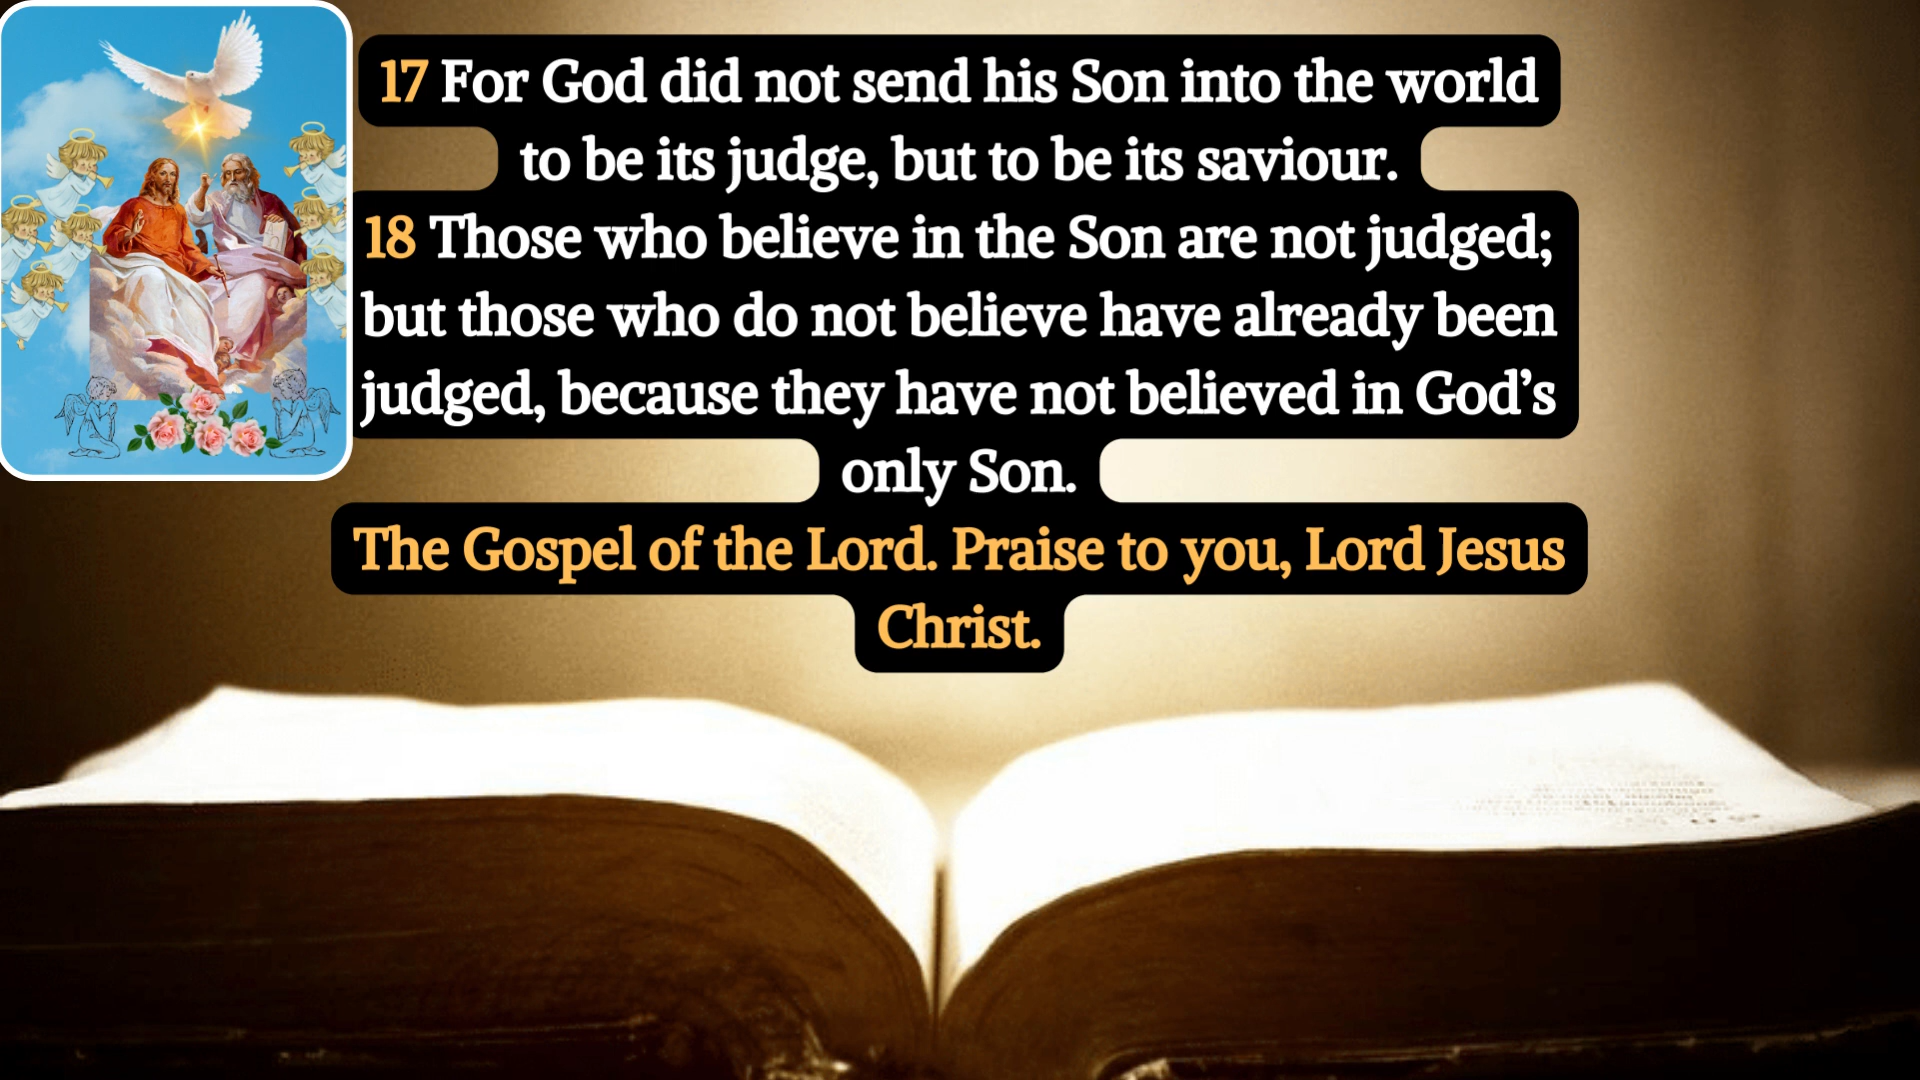 17 For God did not send his Son into the world
to be its judge, but to be its saviour.
18 Those who believe in the Son are not judged;
but those who do not believe have already been
judged, because they have not believed in God’s
only Son.
The Gospel of the Lord. Praise to you, Lord Jesus
Christ.